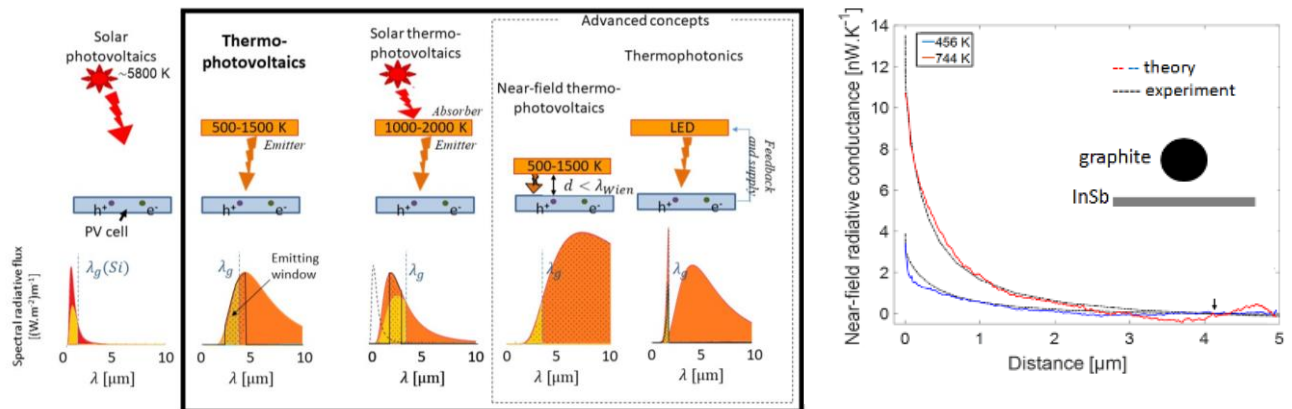 Advanced concepts
Solar
photovoltaics
~5800 K
Thermo-
photovoltaics
Solar thermo-
photovoltaics
Near-field thermo-
photovoltaics
Thermophotonics
Absorber
500-1500 K
Emitter
1000-2000 K
Emitter
500-1500 K
d < λWien
LED
Feedback
and supply
h⁺
e⁻
PV cell
h⁺
e⁻
h⁺
e⁻
h⁺
e⁻
h⁺
e⁻
Spectral radiative flux
[(W.m⁻²)m⁻¹]
λg(Si)
λg
Emitting
window
λg
λg
λg
0 5 10
λ [µm]
0 5 10
λ [µm]
0 5 10
λ [µm]
0 5 10
λ [µm]
0 5 10
λ [µm]
Near-field radiative conductance [nW.K⁻¹]
14
12
10
8
6
4
2
0
456 K
744 K
theory
experiment
graphite
InSb
0 1 2 3 4 5
Distance [µm]